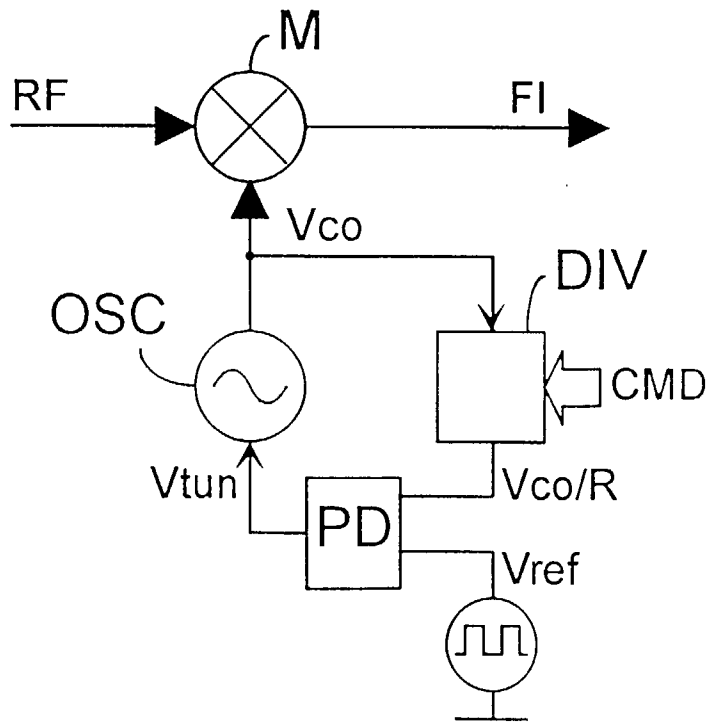 M
RF
FI
Vco
DIV
OSC
CMD
Vtun
Vco/R
PD
Vref